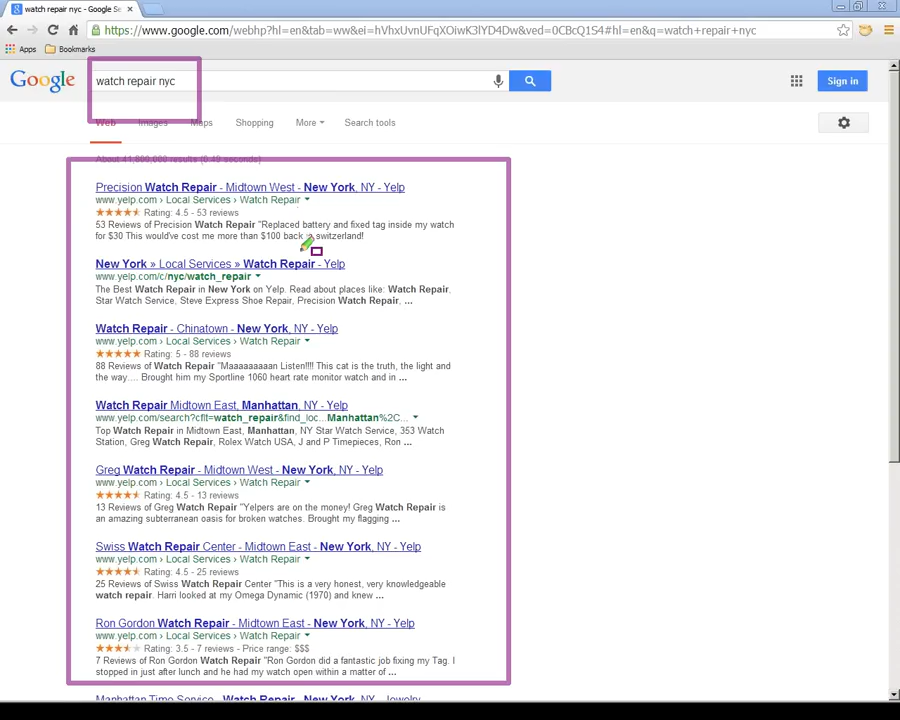 watch repair nyc - Google Se
https://www.google.com/webhp?hl=en&tab=ww&ei=hVhxUvnUFqXOiwK3lYD4Dw&ved=0CBcQ1S4#hl=en&q=watch+repair+nyc
Apps Bookmarks
Google watch repair nyc Sign in
Web Images Maps Shopping More Search tools
About 41,800,000 results (0.49 seconds)
Precision Watch Repair - Midtown West - New York, NY - Yelp
www.yelp.com › Local Services › Watch Repair
Rating: 4.5 - 53 reviews
53 Reviews of Precision Watch Repair "Replaced battery and fixed tag inside my watch
for $30 This would've cost me more than $100 back switzerland!
New York » Local Services » Watch Repair - Yelp
www.yelp.com/c/nyc/watch_repair
The Best Watch Repair in New York on Yelp. Read about places like: Watch Repair,
Star Watch Service, Steve Express Shoe Repair, Precision Watch Repair, ...
Watch Repair - Chinatown - New York, NY - Yelp
www.yelp.com › Local Services › Watch Repair
Rating: 5 - 88 reviews
88 Reviews of Watch Repair "Maaaaaaaaan Listen!!!! This cat is the truth, the light and
the way.... Brought him my Sportline 1060 heart rate monitor watch and in ...
Watch Repair Midtown East, Manhattan, NY - Yelp
www.yelp.com/search?cflt=watch_repair&find_loc... Manhattan%2C...
Top Watch Repair in Midtown East, Manhattan, NY Star Watch Service, 353 Watch
Station, Greg Watch Repair, Rolex Watch USA, J and P Timepieces, Ron ...
Greg Watch Repair - Midtown West - New York, NY - Yelp
www.yelp.com › Local Services › Watch Repair
Rating: 4.5 - 13 reviews
13 Reviews of Greg Watch Repair "Yelpers are on the money! Greg Watch Repair is
an amazing subterranean oasis for broken watches. Brought my flagging ...
Swiss Watch Repair Center - Midtown East - New York, NY - Yelp
www.yelp.com › Local Services › Watch Repair
Rating: 4.5 - 25 reviews
25 Reviews of Swiss Watch Repair Center "This is a very honest, very knowledgeable
watch repair. Harri looked at my Omega Dynamic (1970) and knew ...
Ron Gordon Watch Repair - Midtown East - New York, NY - Yelp
www.yelp.com › Local Services › Watch Repair
Rating: 3.5 - 7 reviews - Price range: $$$
7 Reviews of Ron Gordon Watch Repair "Ron Gordon did a fantastic job fixing my Tag. I
stopped in just after lunch and he had my watch open within a matter of ...
Manhattan Time Service - Watch Repair - New York, NY - Jewelry